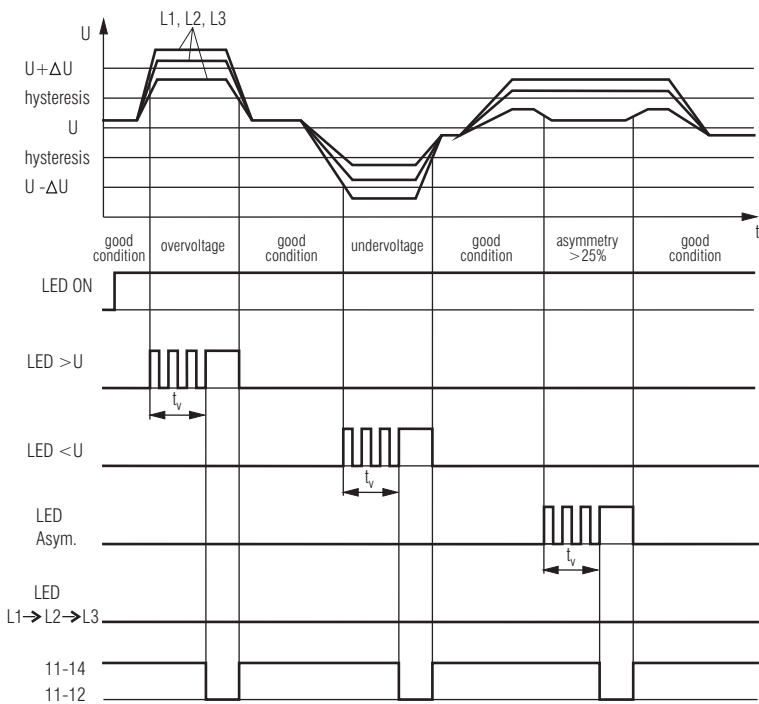 L1, L2, L3
U
U+ΔU
hysteresis
U
hysteresis
U -ΔU
t
good condition
overvoltage
good condition
undervoltage
good condition
asymmetry >25%
good condition
LED ON
LED >U
tv
LED <U
tv
LED
Asym.
tv
LED
L1→L2→L3
11-14
11-12